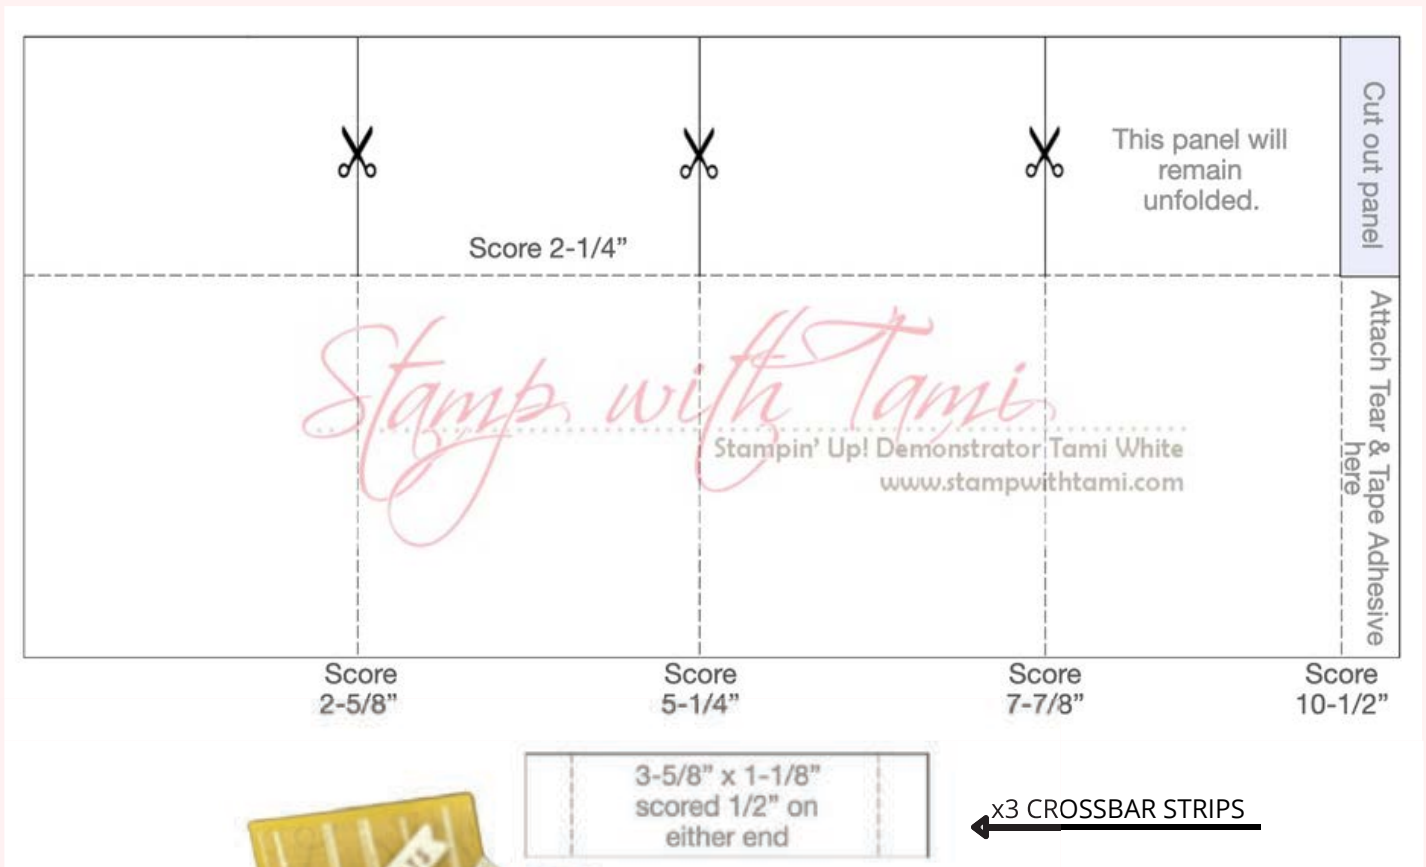 This panel will
remain
unfolded.
Cut out panel
Score 2-1/4”
Attach Tear & Tape Adhesive
here
Stamp with Tami
Stampin’ Up! Demonstrator Tami White
www.stampwithtami.com
Score
2-5/8”
Score
5-1/4”
Score
7-7/8”
Score
10-1/2”
3-5/8” x 1-1/8”
scored 1/2” on
either end
x3 CROSSBAR STRIPS